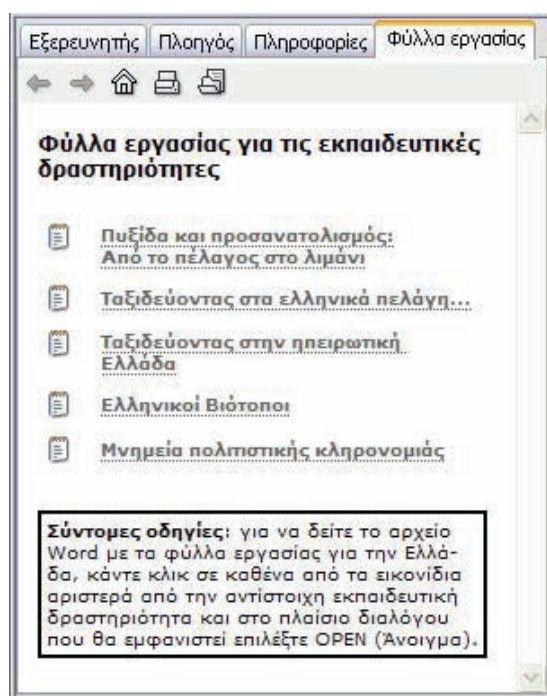 Εξερευνητής Πλοηγός Πληροφορίες Φύλλα εργασίας
Φύλλα εργασίας για τις εκπαιδευτικές
δραστηριότητες
Πυξίδα και προσανατολισμός:
Από το πέλαγος στο λιμάνι
Ταξιδεύοντας στα ελληνικά πελάγη...
Ταξιδεύοντας στην ηπειρωτική
Ελλάδα
Ελληνικοί Βιότοποι
Μνημεία πολιτιστικής κληρονομιάς
Σύντομες οδηγίες: για να δείτε το αρχείο
Word με τα φύλλα εργασίας για την Ελλά-
δα, κάντε κλικ σε καθένα από τα εικονίδια
αριστερά από την αντίστοιχη εκπαιδευτική
δραστηριότητα και στο πλαίσιο διαλόγου
που θα εμφανιστεί επιλέξτε OPEN (Άνοιγμα).